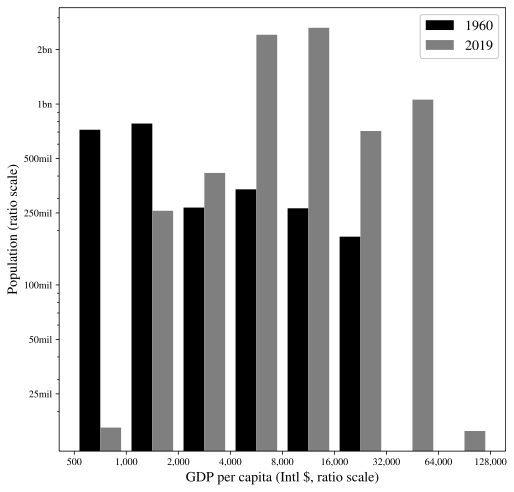 1960
2019
2bn
1bn
500mil
250mil
100mil
50mil
25mil
Population (ratio scale)
500 1,000 2,000 4,000 8,000 16,000 32,000 64,000 128,000
GDP per capita (Intl $, ratio scale)